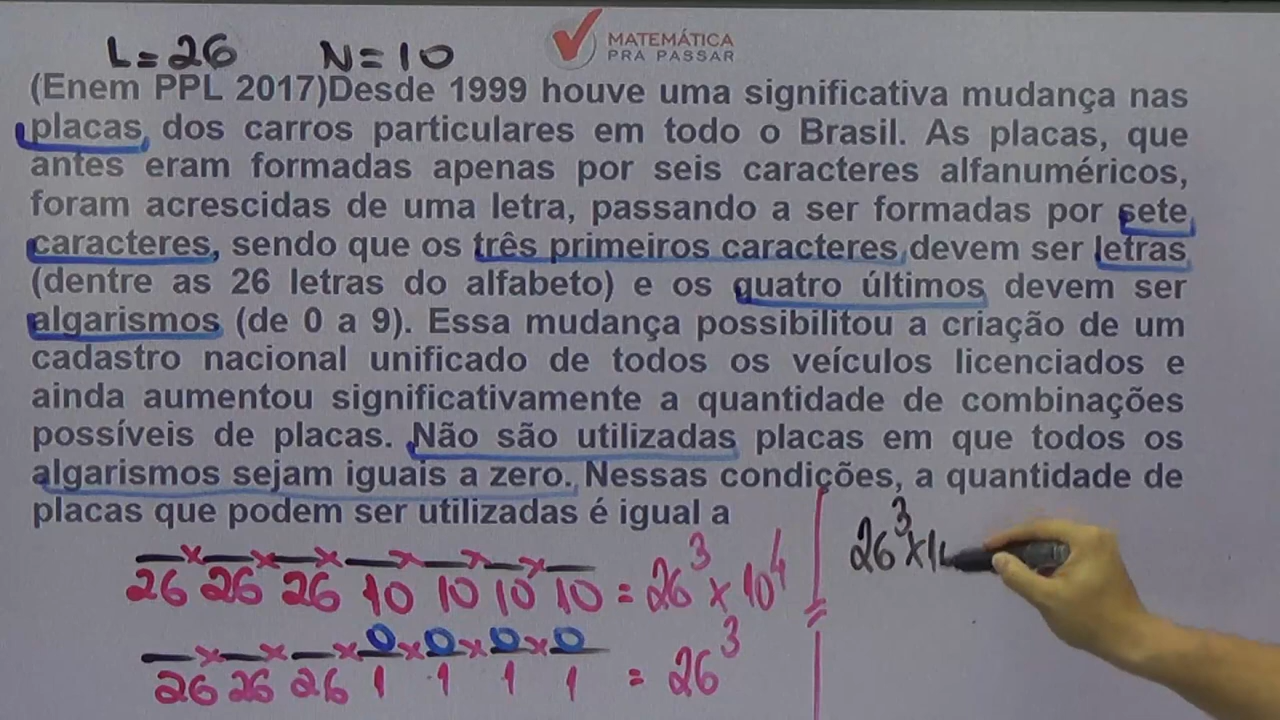 L=26 N=10
MATEMÁTICA
PRA PASSAR
(Enem PPL 2017)Desde 1999 houve uma significativa mudança nas
placas, dos carros particulares em todo o Brasil. As placas, que
antes eram formadas apenas por seis caracteres alfanuméricos,
foram acrescidas de uma letra, passando a ser formadas por sete
caracteres, sendo que os três primeiros caracteres devem ser letras
(dentre as 26 letras do alfabeto) e os quatro últimos devem ser
algarismos (de 0 a 9). Essa mudança possibilitou a criação de um
cadastro nacional unificado de todos os veículos licenciados e
ainda aumentou significativamente a quantidade de combinações
possíveis de placas. Não são utilizadas placas em que todos os
algarismos sejam iguais a zero. Nessas condições, a quantidade de
placas que podem ser utilizadas é igual a
26 × 26 × 26 × 10 × 10 × 10 × 10 = 26³ × 10⁴
0 × 0 × 0 × 0
26 × 26 × 26 × 1 1 1 1 = 26³
26³ × 1